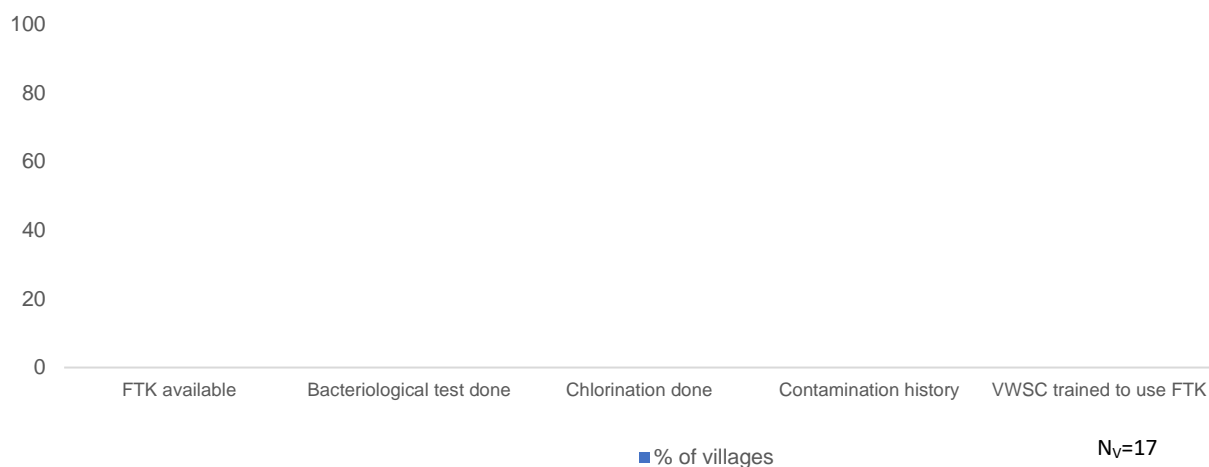 100
80
60
40
20
0
FTK available Bacteriological test done Chlorination done Contamination history VWSC trained to use FTK
% of villages
Nv=17